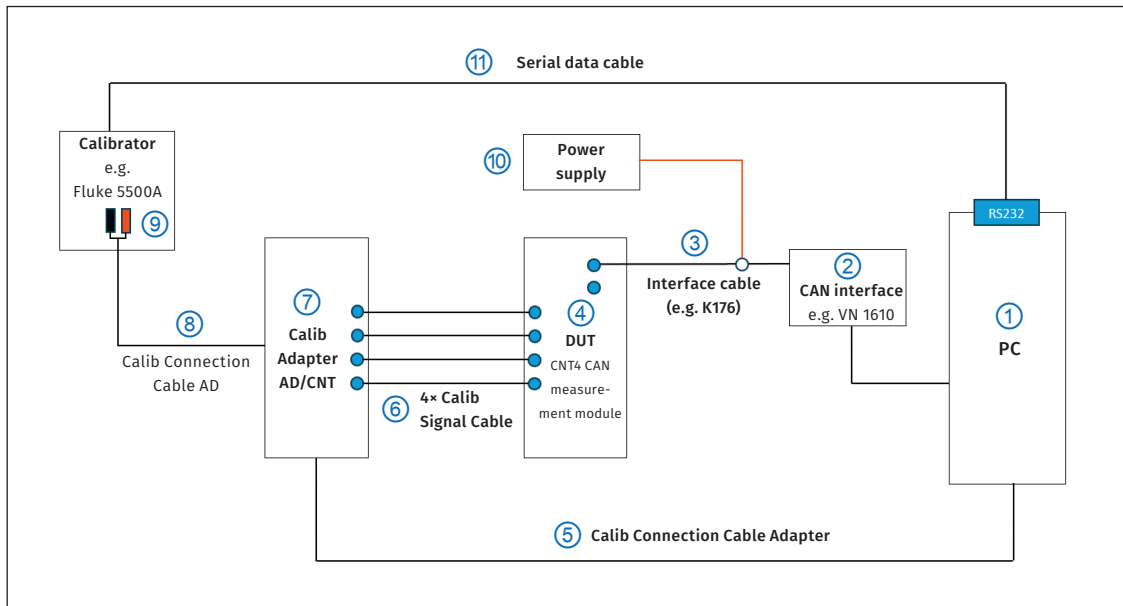 11 Serial data cable
Calibrator
e.g.
Fluke 5500A
9
10
Power
supply
RS232
3
Interface cable
(e.g. K176)
2
CAN interface
e.g. VN 1610
1
PC
7
Calib
Adapter
AD/CNT
4
DUT
CNT4 CAN
measure-
ment module
8
Calib Connection
Cable AD
6
4× Calib
Signal Cable
5 Calib Connection Cable Adapter